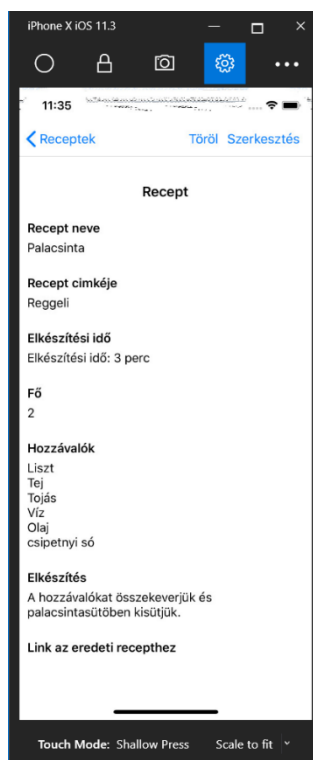 iPhone X iOS 11.3
11:35
Receptek Töröl Szerkesztés
Recept
Recept neve
Palacsinta
Recept cimkéje
Reggeli
Elkészítési idő
Elkészítési idő: 3 perc
Fő
2
Hozzávalók
Liszt
Tej
Tojás
Víz
Olaj
csipetnyi só
Elkészítés
A hozzávalókat összekeverjük és
palacsintasütöben kisütjük.
Link az eredeti recepthez
Touch Mode: Shallow Press Scale to fit